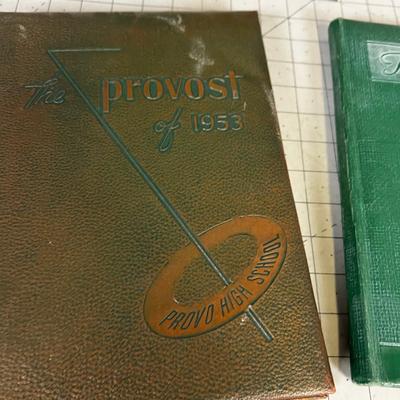 The provost
of 1953
PROVO HIGH SCHOOL